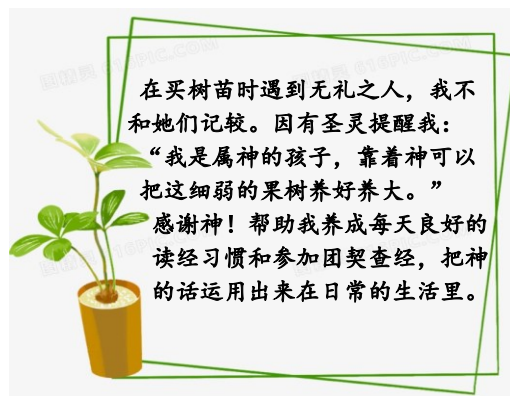 在买树苗时遇到无礼之人，我不
和她们记较。因有圣灵提醒我：
“我是属神的孩子，靠着神可以
把这细弱的果树养好养大。”
感谢神！帮助我养成每天良好的
读经习惯和参加团契查经，把神
的话运用出来在日常的生活里。